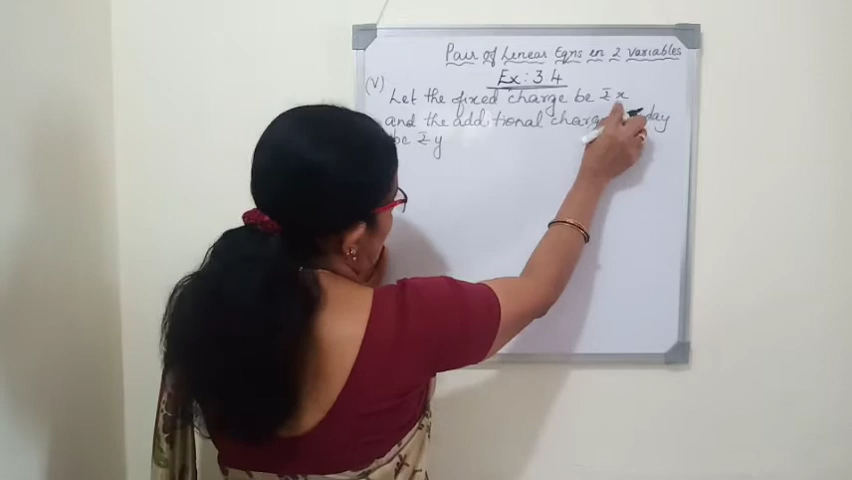 Pair of Linear Eqns in 2 Variables
Ex: 3.4
(V) Let the fixed charge be ₹ x
and the additional charge day
be ₹ y